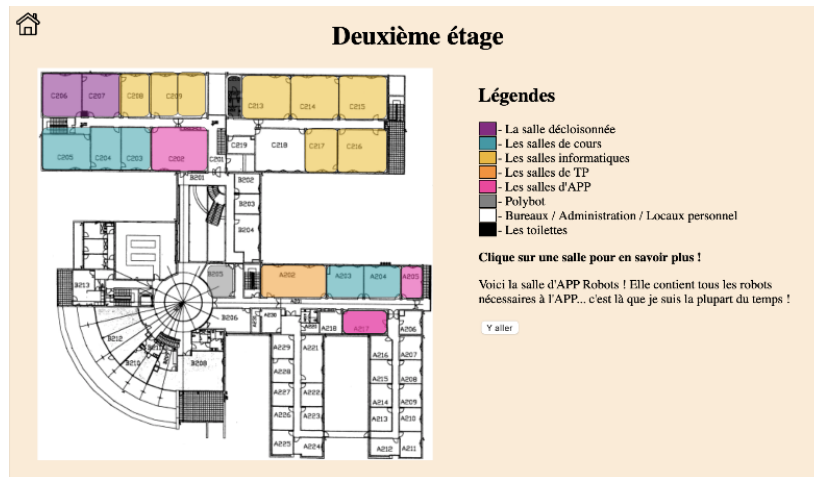 Deuxième étage
C206 C207 C208 C209 C213 C214 C215
C205 C204 C203 C202 C201 C219 C218 C217 C216
B201 B202
B203
B204
B213 B205 A202 A203 A204 A205
B212 B210 B208 B206 A218 A217 A206
A229 A221 A216 A207
A228 A215 A208
A227 A222 A214 A209
A226 A223 A213 A210
A225 A224 A212 A211
Légendes
- La salle décloisonnée
- Les salles de cours
- Les salles informatiques
- Les salles de TP
- Les salles d'APP
- Polybot
- Bureaux / Administration / Locaux personnel
- Les toilettes
Clique sur une salle pour en savoir plus !
Voici la salle d'APP Robots ! Elle contient tous les robots
nécessaires à l'APP... c'est là que je suis la plupart du temps !
Y aller